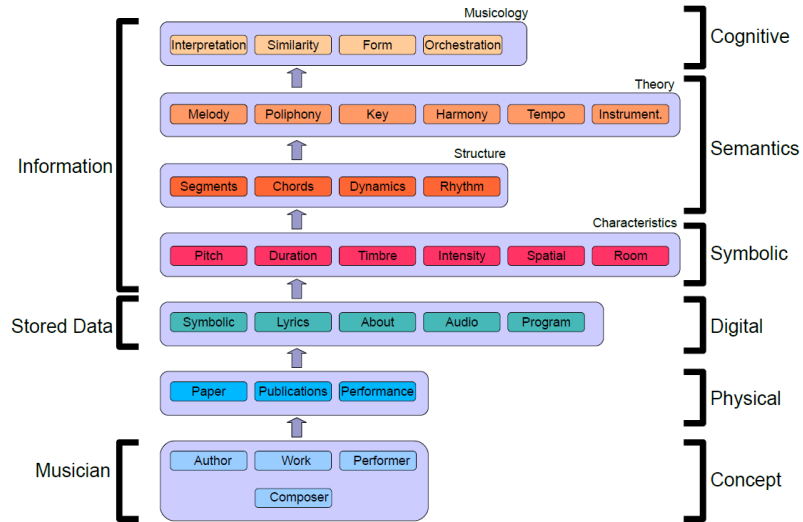 Musicology
Cognitive
Interpretation Similarity Form Orchestration
Theory
Melody Poliphony Key Harmony Tempo Instrument.
Semantics
Information
Structure
Segments Chords Dynamics Rhythm
Characteristics
Symbolic
Pitch Duration Timbre Intensity Spatial Room
Stored Data
Symbolic Lyrics About Audio Program
Digital
Paper Publications Performance
Physical
Musician
Author Work Performer
Composer
Concept